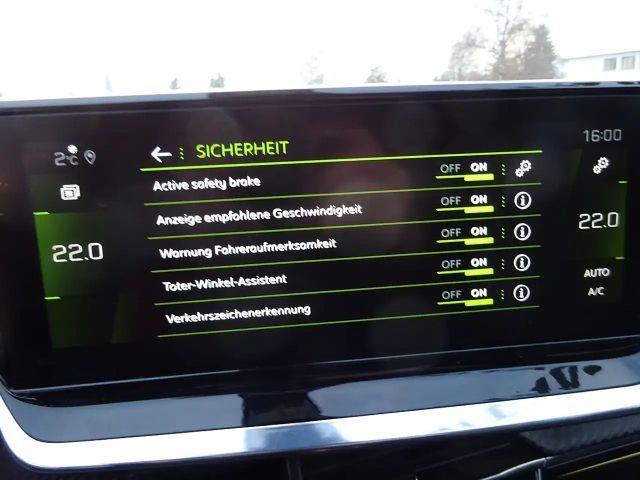 SICHERHEIT
16:00
2°C
Active safety brake OFF ON
Anzeige empfohlene Geschwindigkeit OFF ON
Warnung Fahreraufmerksamkeit OFF ON
Toter-Winkel-Assistent OFF ON
Verkehrszeichenerkennung OFF ON
22.0
22.0
AUTO
A/C